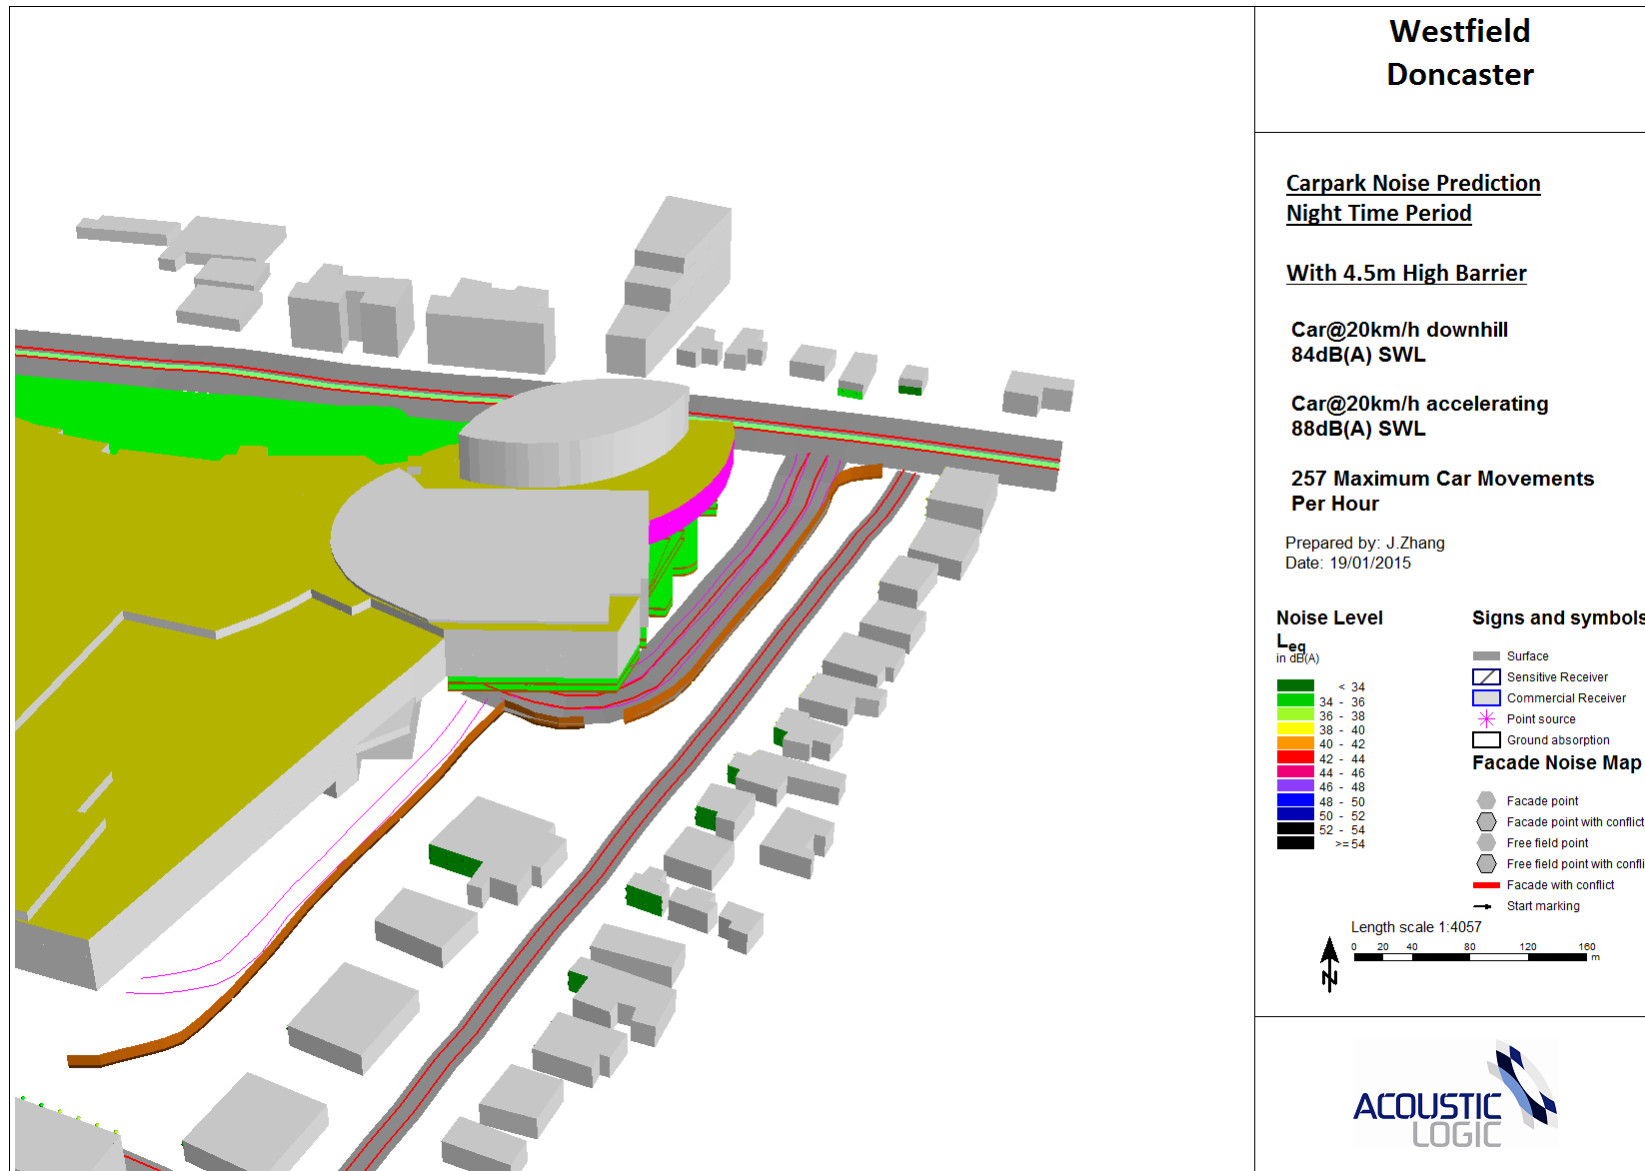 Westfield
Doncaster
Carpark Noise Prediction
Night Time Period
With 4.5m High Barrier
Car@20km/h downhill
84dB(A) SWL
Car@20km/h accelerating
88dB(A) SWL
257 Maximum Car Movements
Per Hour
Prepared by: J.Zhang
Date: 19/01/2015
Noise Level
Leq
in dB(A)
< 34
34 - 36
36 - 38
38 - 40
40 - 42
42 - 44
44 - 46
46 - 48
48 - 50
50 - 52
52 - 54
>= 54
Signs and symbols
Surface
Sensitive Receiver
Commercial Receiver
Point source
Ground absorption
Facade Noise Map
Facade point
Facade point with conflict
Free field point
Free field point with confli
Facade with conflict
Start marking
Length scale 1:4057
0 20 40 80 120 160
m
N
ACOUSTIC
LOGIC